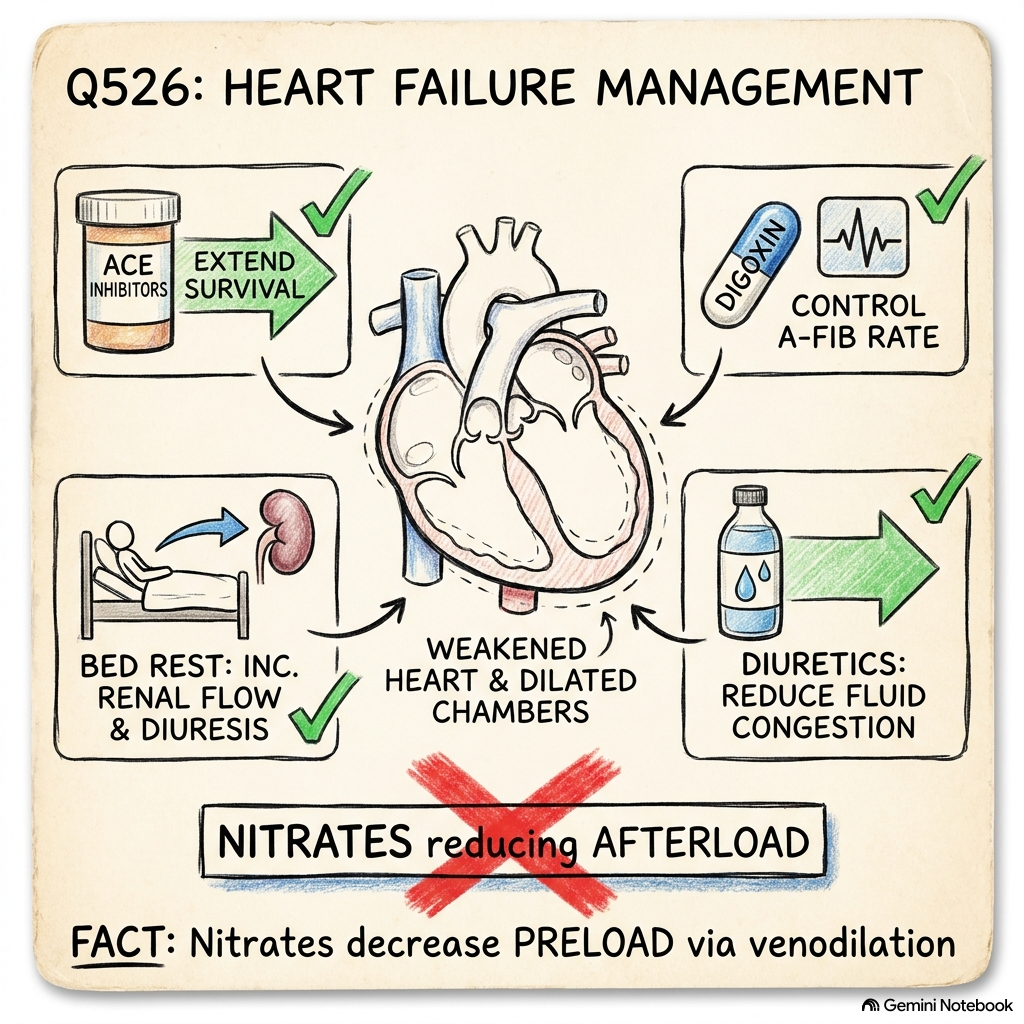 Q526: HEART FAILURE MANAGEMENT
ACE
INHIBITORS
EXTEND
SURVIVAL
DIGOXIN
CONTROL
A-FIB RATE
BED REST: INC.
RENAL FLOW
& DIURESIS
WEAKENED
HEART & DILATED
CHAMBERS
DIURETICS:
REDUCE FLUID
CONGESTION
NITRATES reducing AFTERLOAD
FACT: Nitrates decrease PRELOAD via venodilation
Gemini Notebook